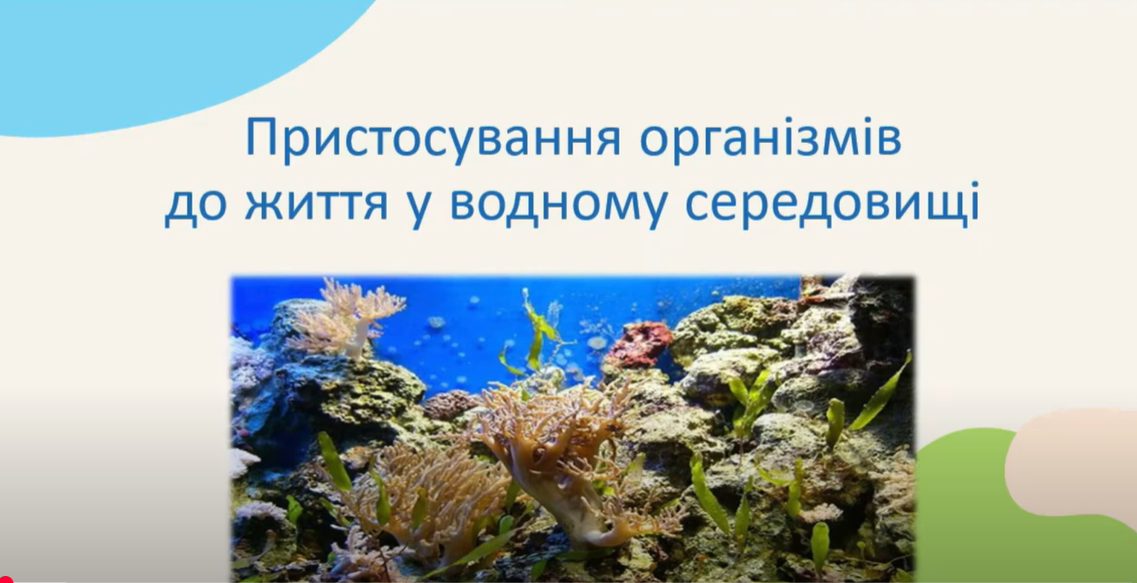 Пристосування організмів
до життя у водному середовищі